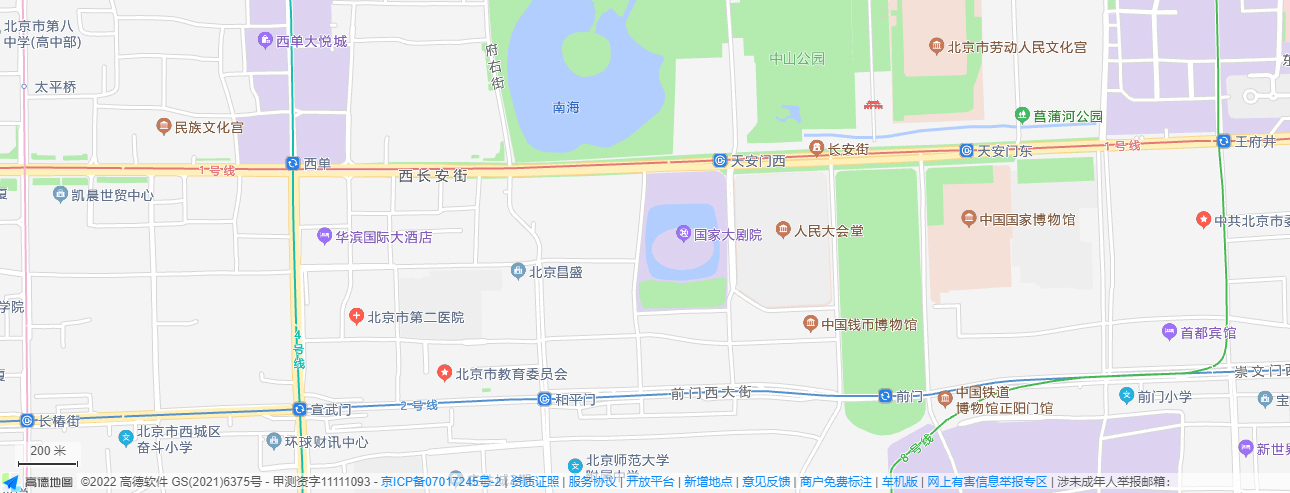 北京市第八
中学(高中部)
西单大悦城
府右街
南海
中山公园
北京市劳动人民文化宫
东
太平桥
民族文化宫
菖蒲河公园
1号线
西单
西长安街
天安门西
长安街
天安门东
1号线
王府井
厦
凯晨世贸中心
华滨国际大酒店
国家大剧院
人民大会堂
中国国家博物馆
中共北京市委
北京昌盛
学院
北京市第二医院
中国钱币博物馆
首都宾馆
4号线
厦
北京市教育委员会
崇文门西
前门西大街
和平门
前门
中国铁道
博物馆正阳门馆
前门小学
宝
长椿街
宣武门
2号线
北京市西城区
奋斗小学
环球财讯中心
8号线
新世界
200 米
北京师范大学
附属中学
高德地图
©2022 高德软件 GS(2021)6375号 - 甲测资字11111093 - 京ICP备07017245号-2 | 资质证照 | 服务协议 | 开放平台 | 新增地点 | 意见反馈 | 商户免费标注 | 车机版 | 网上有害信息举报专区 | 涉未成年人举报邮箱: